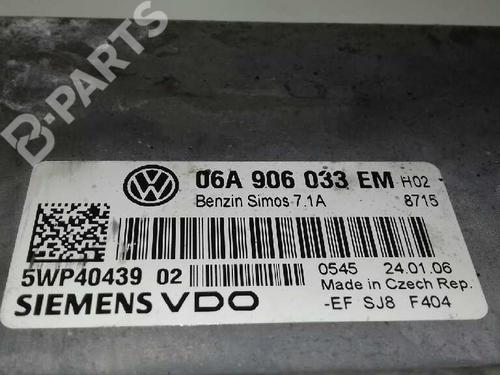 B-PARTS
06A 906 033 EM H02
Benzin Simos 7.1A 8715
5WP40439 02
0545 24.01.06
Made in Czech Rep.
SIEMENS VDO
-EF SJ8 F404
B-PARTS